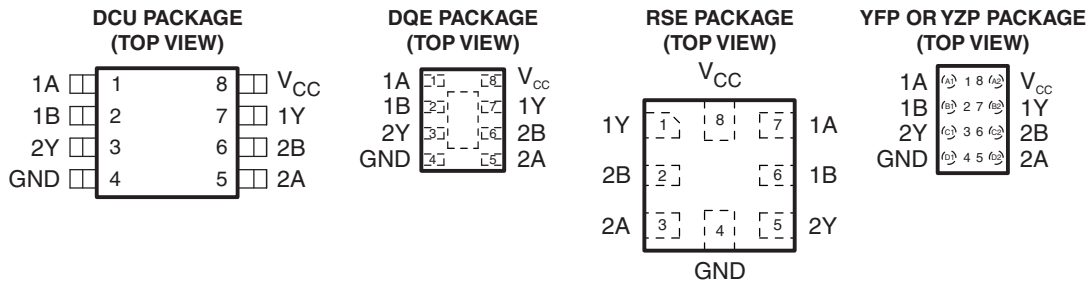 DCU PACKAGE
(TOP VIEW)
1A 1 8 VCC
1B 2 7 1Y
2Y 3 6 2B
GND 4 5 2A
DQE PACKAGE
(TOP VIEW)
1A 1 8 VCC
1B 2 7 1Y
2Y 3 6 2B
GND 4 5 2A
RSE PACKAGE
(TOP VIEW)
VCC
1Y 1 8 7 1A
2B 2 6 1B
2A 3 4 5 2Y
GND
YFP OR YZP PACKAGE
(TOP VIEW)
1A A1 1 8 A2 VCC
1B B1 2 7 B2 1Y
2Y C1 3 6 C2 2B
GND D1 4 5 D2 2A